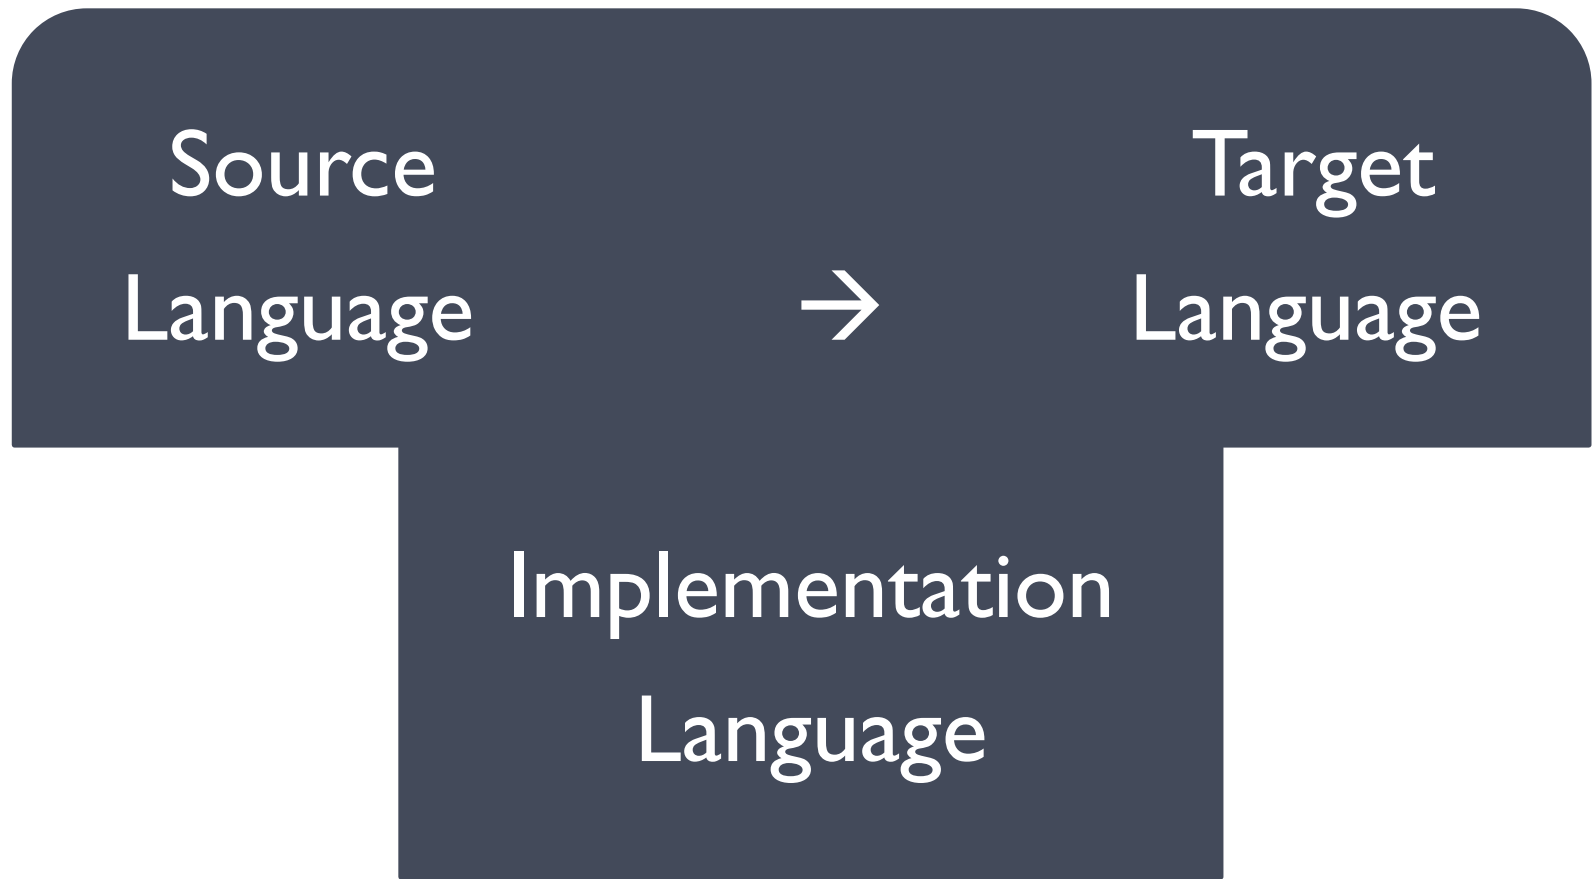 Source
Language
→
Target
Language
Implementation
Language